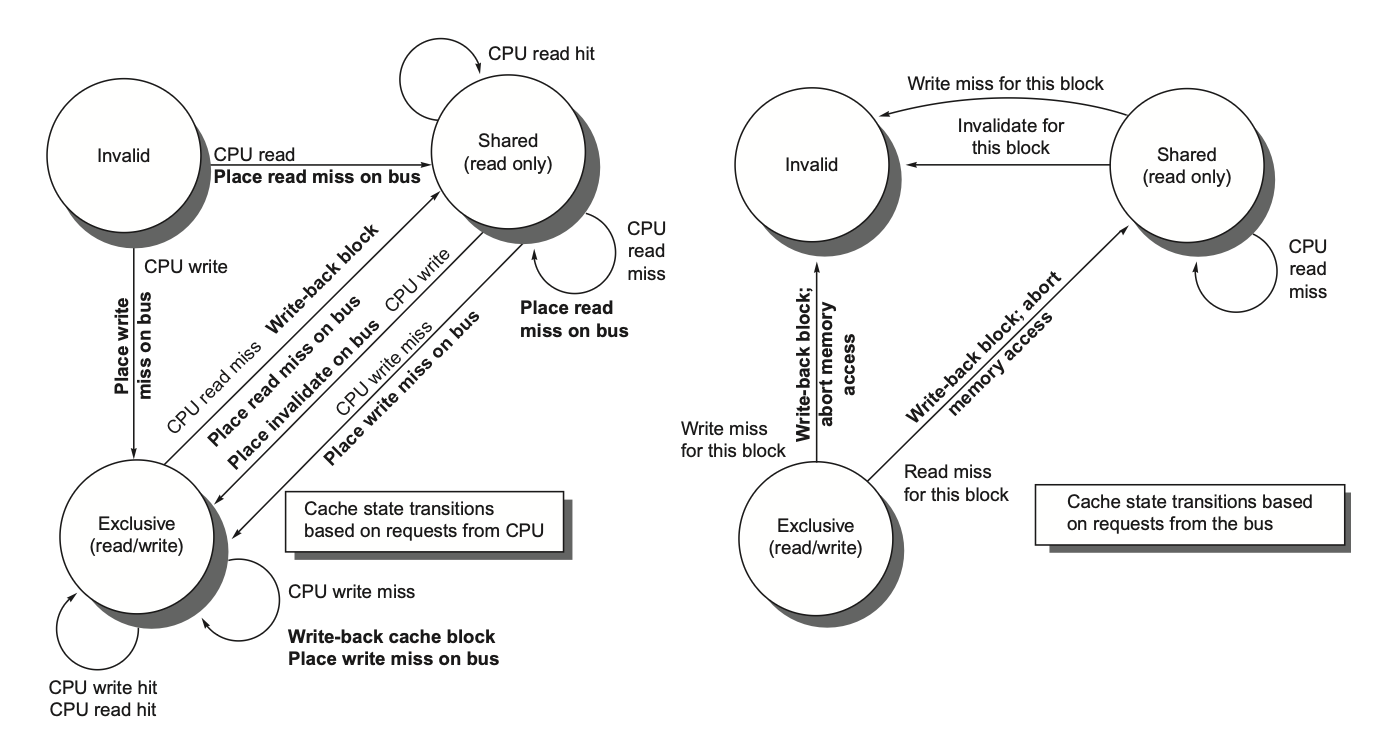 CPU read hit
Invalid
Shared
(read only)
CPU read
Place read miss on bus
CPU write
Place write
miss on bus
CPU read miss
Write-back block
Place read miss on bus
Place invalidate on bus
CPU write
CPU write miss
Place write miss on bus
CPU
read
miss
Place read
miss on bus
Exclusive
(read/write)
Cache state transitions
based on requests from CPU
CPU write miss
Write-back cache block
Place write miss on bus
CPU write hit
CPU read hit
Write miss for this block
Invalidate for
this block
Invalid
Shared
(read only)
CPU
read
miss
Write-back block;
abort memory
access
Write-back block; abort
memory access
Write miss
for this block
Read miss
for this block
Exclusive
(read/write)
Cache state transitions based
on requests from the bus